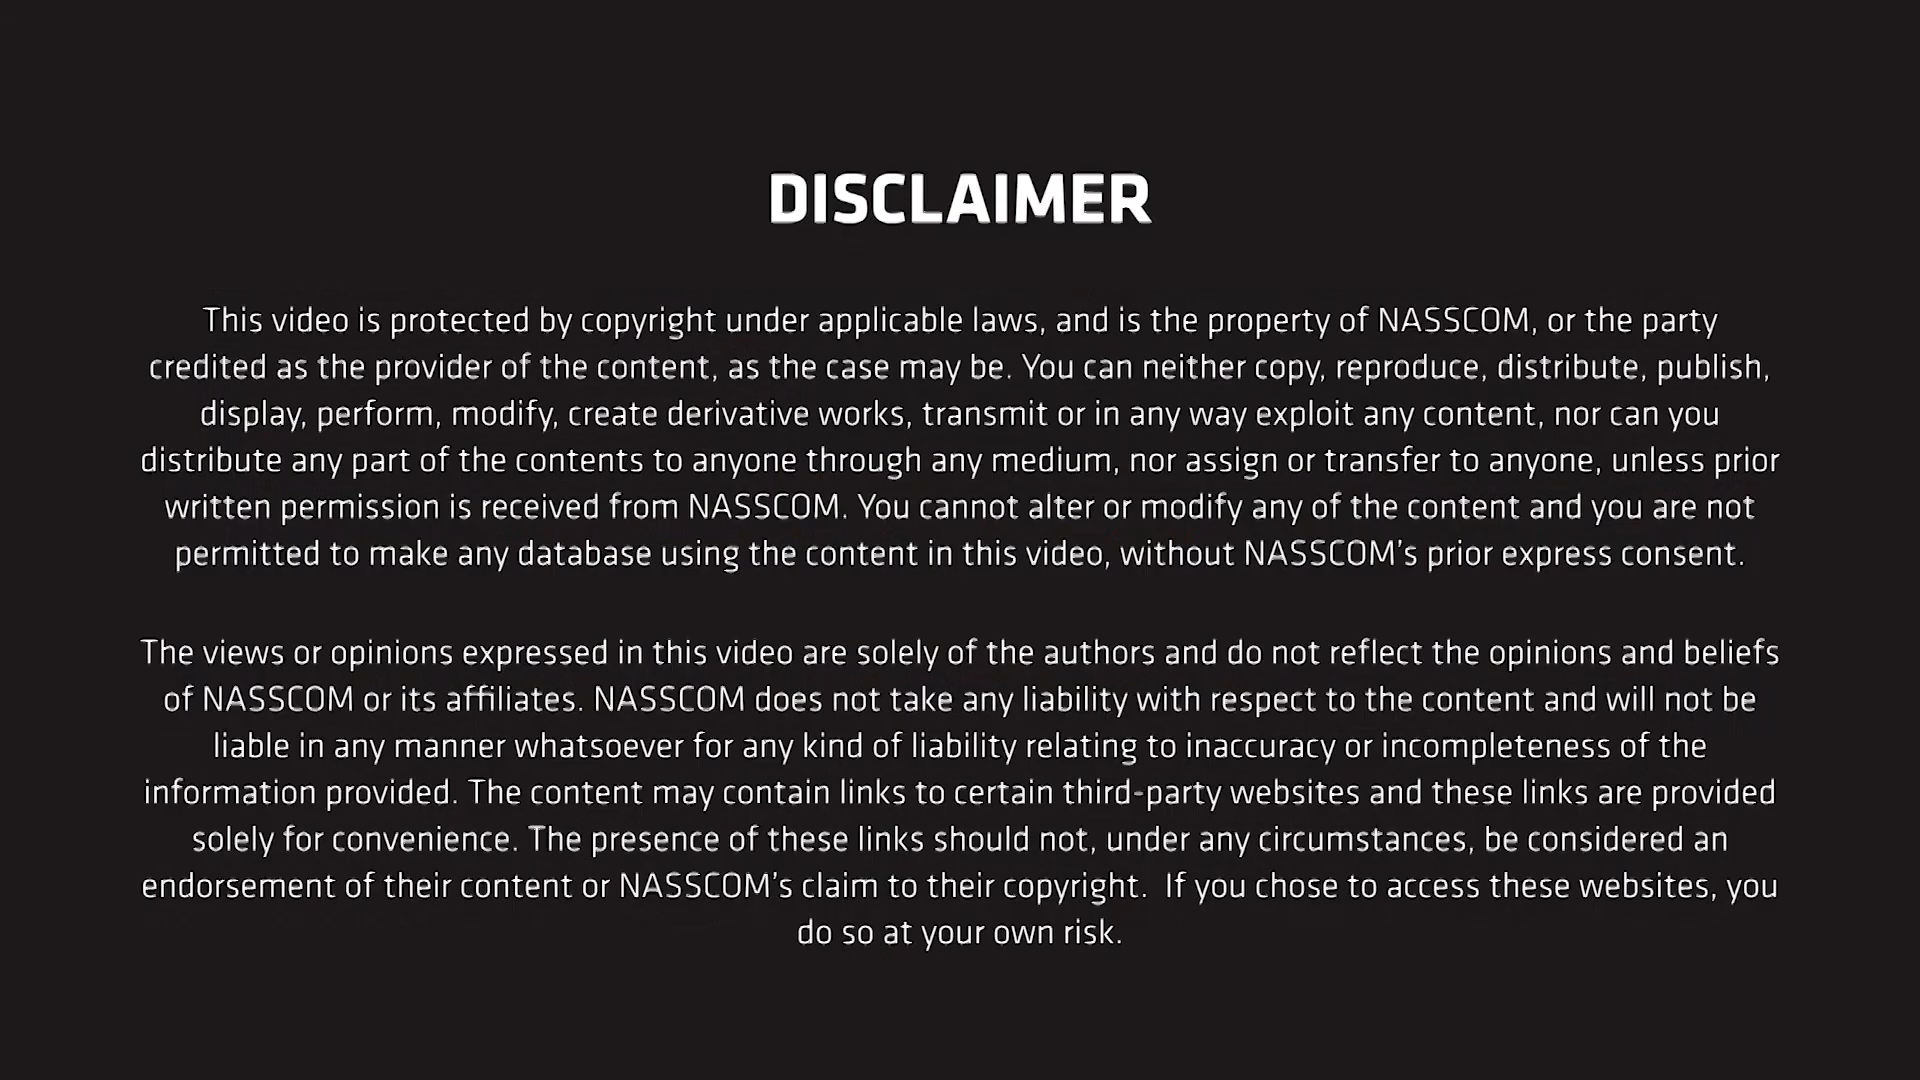 DISCLAIMER
This video is protected by copyright under applicable laws, and is the property of NASSCOM, or the party
credited as the provider of the content, as the case may be. You can neither copy, reproduce, distribute, publish,
display, perform, modify, create derivative works, transmit or in any way exploit any content, nor can you
distribute any part of the contents to anyone through any medium, nor assign or transfer to anyone, unless prior
written permission is received from NASSCOM. You cannot alter or modify any of the content and you are not
permitted to make any database using the content in this video, without NASSCOM’s prior express consent.
The views or opinions expressed in this video are solely of the authors and do not reflect the opinions and beliefs
of NASSCOM or its affiliates. NASSCOM does not take any liability with respect to the content and will not be
liable in any manner whatsoever for any kind of liability relating to inaccuracy or incompleteness of the
information provided. The content may contain links to certain third-party websites and these links are provided
solely for convenience. The presence of these links should not, under any circumstances, be considered an
endorsement of their content or NASSCOM’s claim to their copyright.  If you chose to access these websites, you
do so at your own risk.